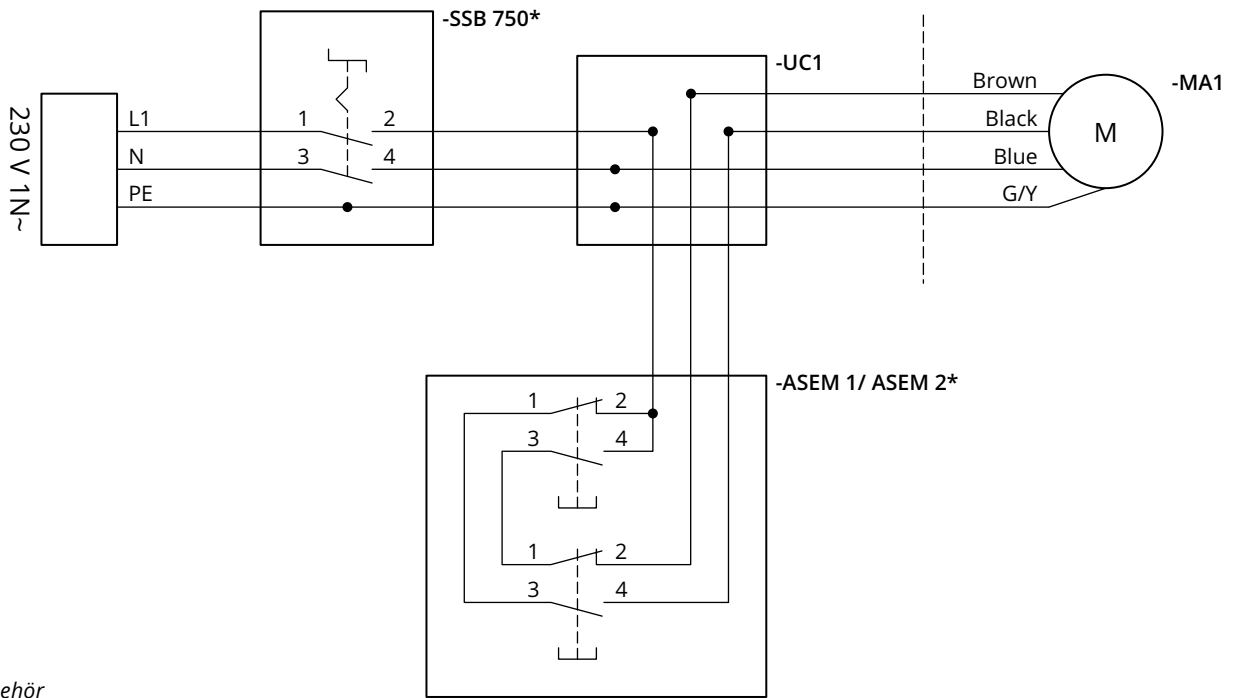 -SSB 750*
-UC1
-MA1
230 V 1N~
L1
N
PE
1
2
3
4
Brown
Black
Blue
G/Y
M
-ASEM 1/ ASEM 2*
1
2
3
4
1
2
3
4
ehör